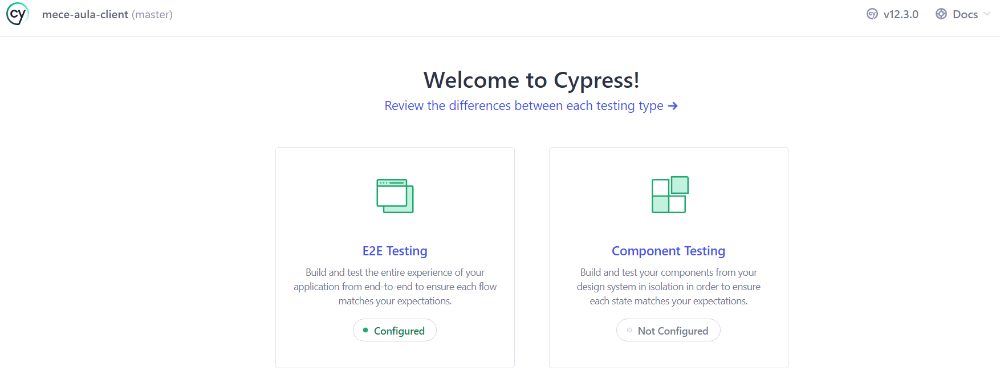 cy mece-aula-client (master) cy v12.3.0 Docs
Welcome to Cypress!
Review the differences between each testing type →
E2E Testing
Build and test the entire experience of your
application from end-to-end to ensure each flow
matches your expectations.
Configured
Component Testing
Build and test your components from your
design system in isolation in order to ensure
each state matches your expectations.
Not Configured